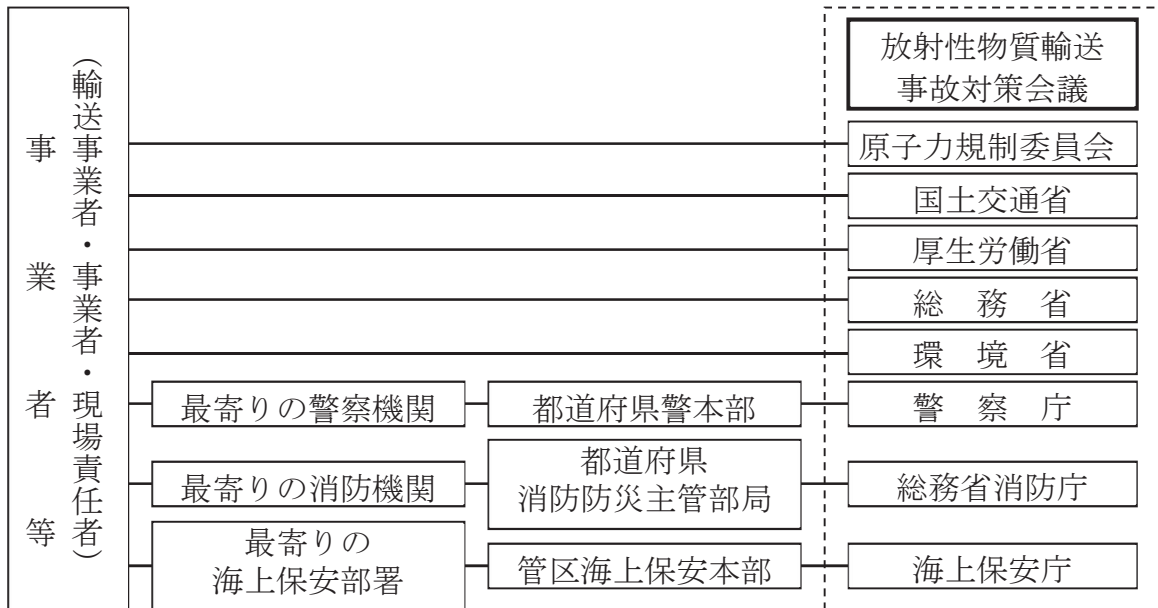 事業者等
(輸送事業者・事業者・現場責任者)
放射性物質輸送
事故対策会議
原子力規制委員会
国土交通省
厚生労働省
総務省
環境省
最寄りの警察機関
都道府県警本部
警察庁
最寄りの消防機関
都道府県
消防防災主管部局
総務省消防庁
最寄りの
海上保安部署
管区海上保安本部
海上保安庁